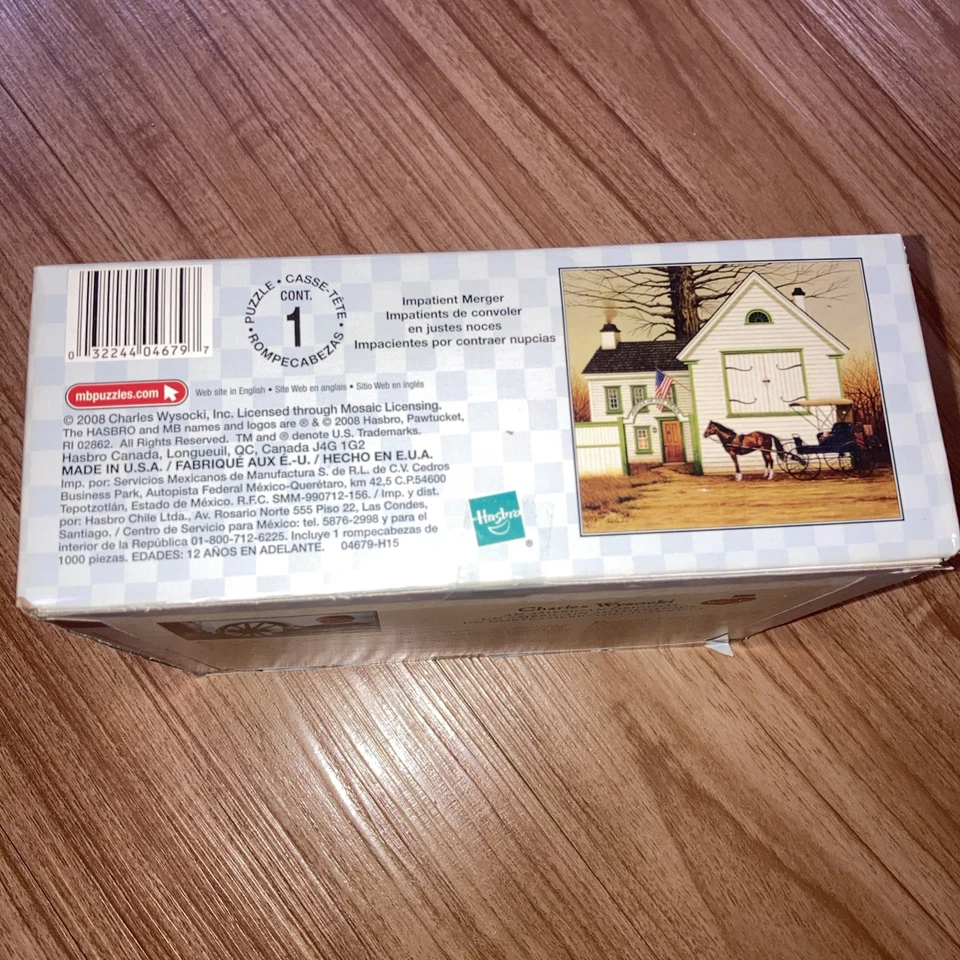 0 32244 04679 7
PUZZLE • CASSE-TÊTE • ROMPECABEZAS •
CONT.
1
Impatient Merger
Impatients de convoler
en justes noces
Impacientes por contraer nupcias
mbpuzzles.com
Web site in English • Site Web en anglais • Sitio Web en inglés
© 2008 Charles Wysocki, Inc. Licensed through Mosaic Licensing.
The HASBRO and MB names and logos are ® & © 2008 Hasbro, Pawtucket,
RI 02862. All Rights Reserved. TM and ® denote U.S. Trademarks.
Hasbro Canada, Longueuil, QC, Canada J4G 1G2
MADE IN U.S.A. / FABRIQUÉ AUX É.-U. / HECHO EN E.U.A.
Imp. por: Servicios Mexicanos de Manufactura S. de R.L. de C.V. Cedros
Business Park, Autopista Federal México-Querétaro, km 42,5 C.P.54600
Tepotzotlán, Estado de México. R.F.C. SMM-990712-156. / Imp. y dist.
por: Hasbro Chile Ltda., Av. Rosario Norte 555 Piso 22, Las Condes,
Santiago. / Centro de Servicio para México: tel. 5876-2998 y para el
interior de la República 01-800-712-6225. Incluye 1 rompecabezas de
1000 piezas. EDADES: 12 AÑOS EN ADELANTE. 04679-H15
Hasbro
®
Charles Wysocki